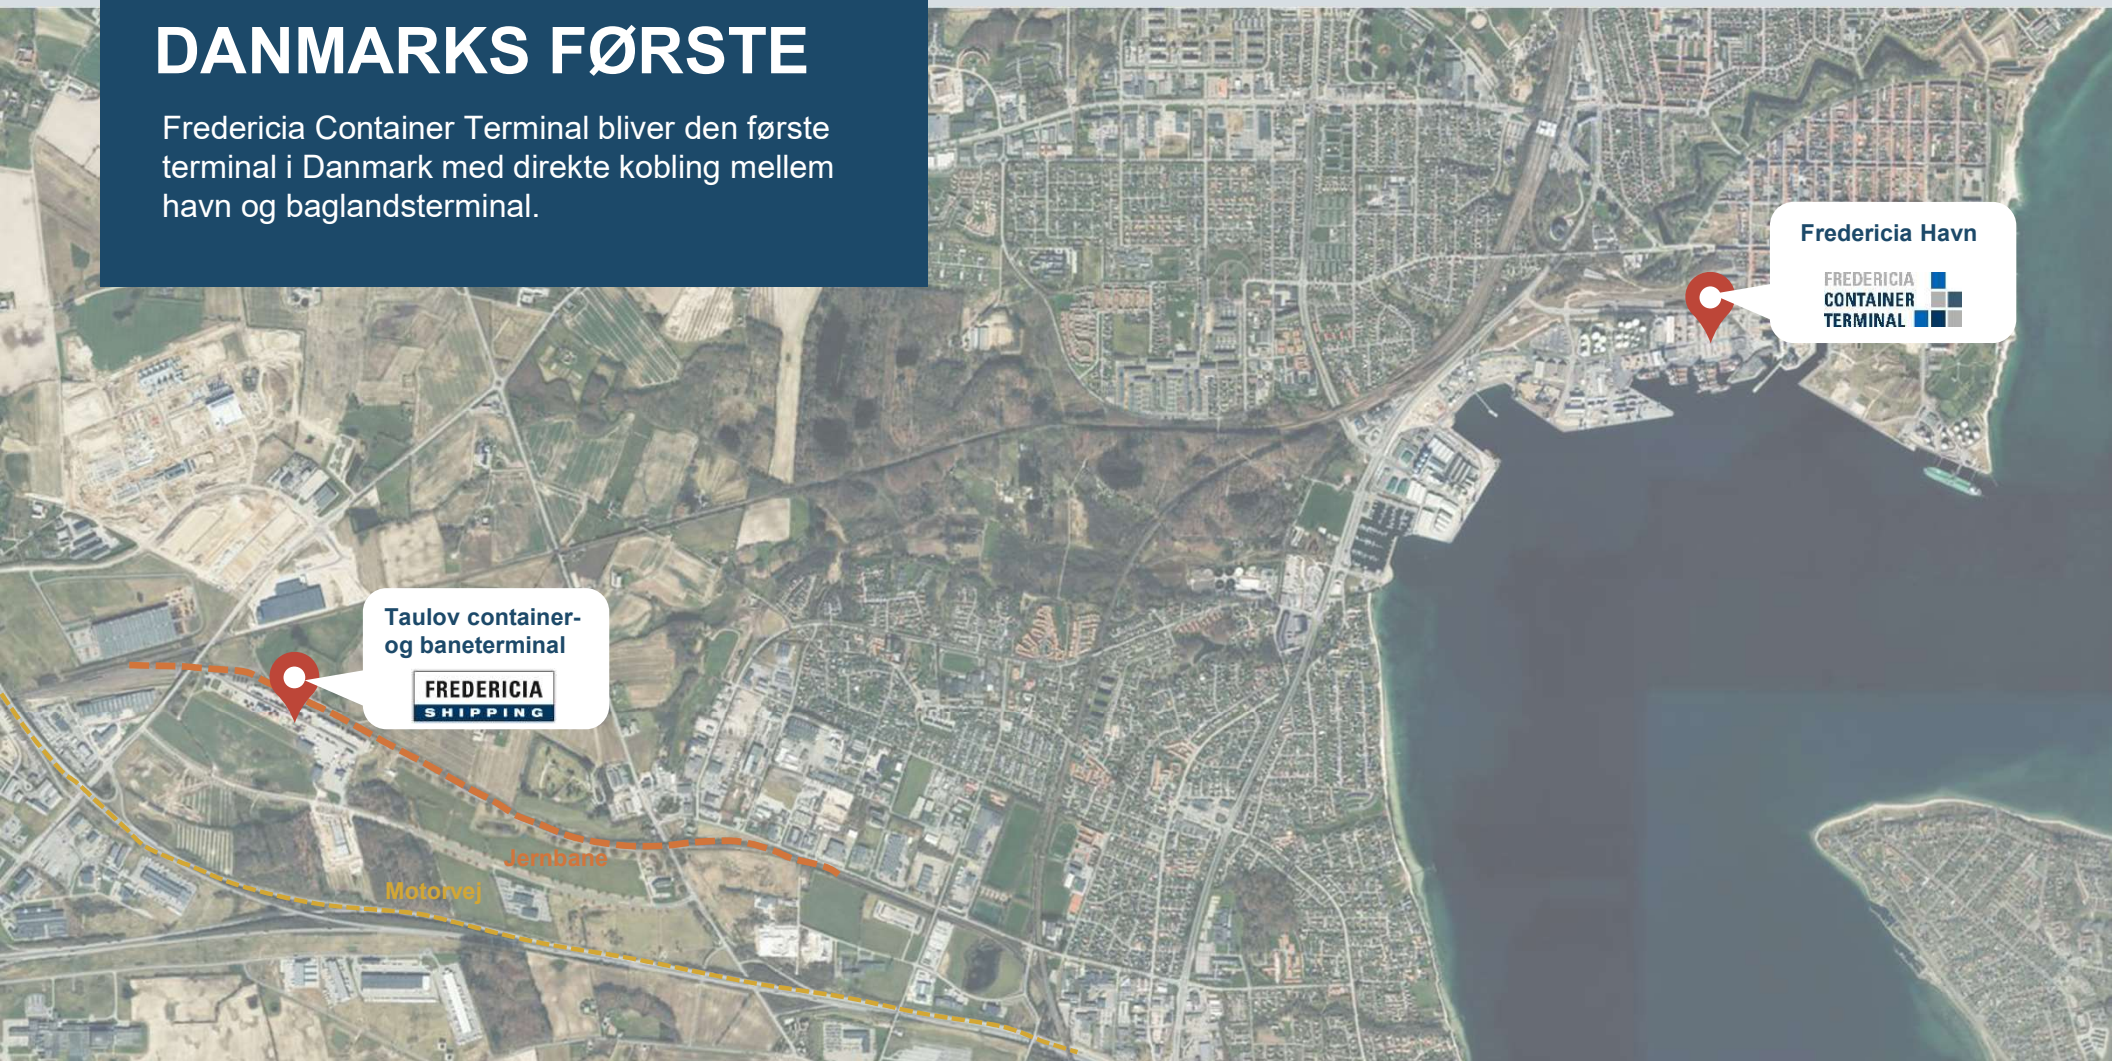 DANMARKS FØRSTE
Fredericia Container Terminal bliver den første
terminal i Danmark med direkte kobling mellem
havn og baglandsterminal.
Fredericia Havn
FREDERICIA
CONTAINER
TERMINAL
Taulov container-
og baneterminal
FREDERICIA
SHIPPING
Jernbane
Motorvej